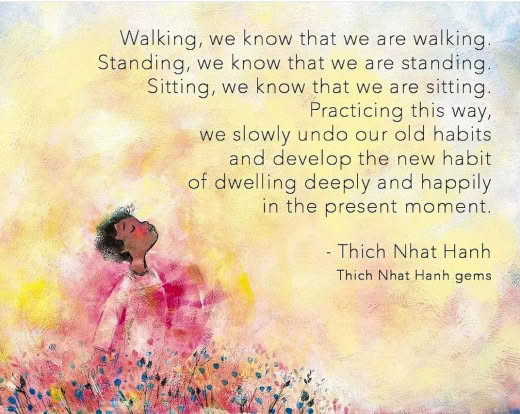 Walking, we know that we are walking.
Standing, we know that we are standing.
Sitting, we know that we are sitting.
Practicing this way,
we slowly undo our old habits
and develop the new habit
of dwelling deeply and happily
in the present moment.
- Thich Nhat Hanh
Thich Nhat Hanh gems